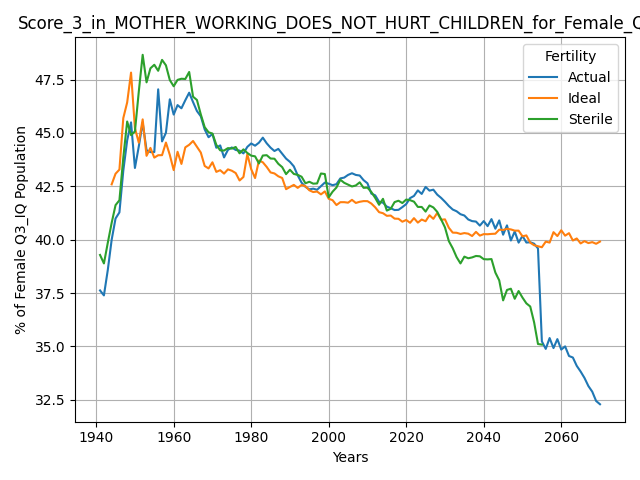 Score_3_in_MOTHER_WORKING_DOES_NOT_HURT_CHILDREN_for_Female_Q
Fertility
Actual
Ideal
Sterile
% of Female Q3_IQ Population
47.5
45.0
42.5
40.0
37.5
35.0
32.5
1940
1960
1980
2000
2020
2040
2060
Years